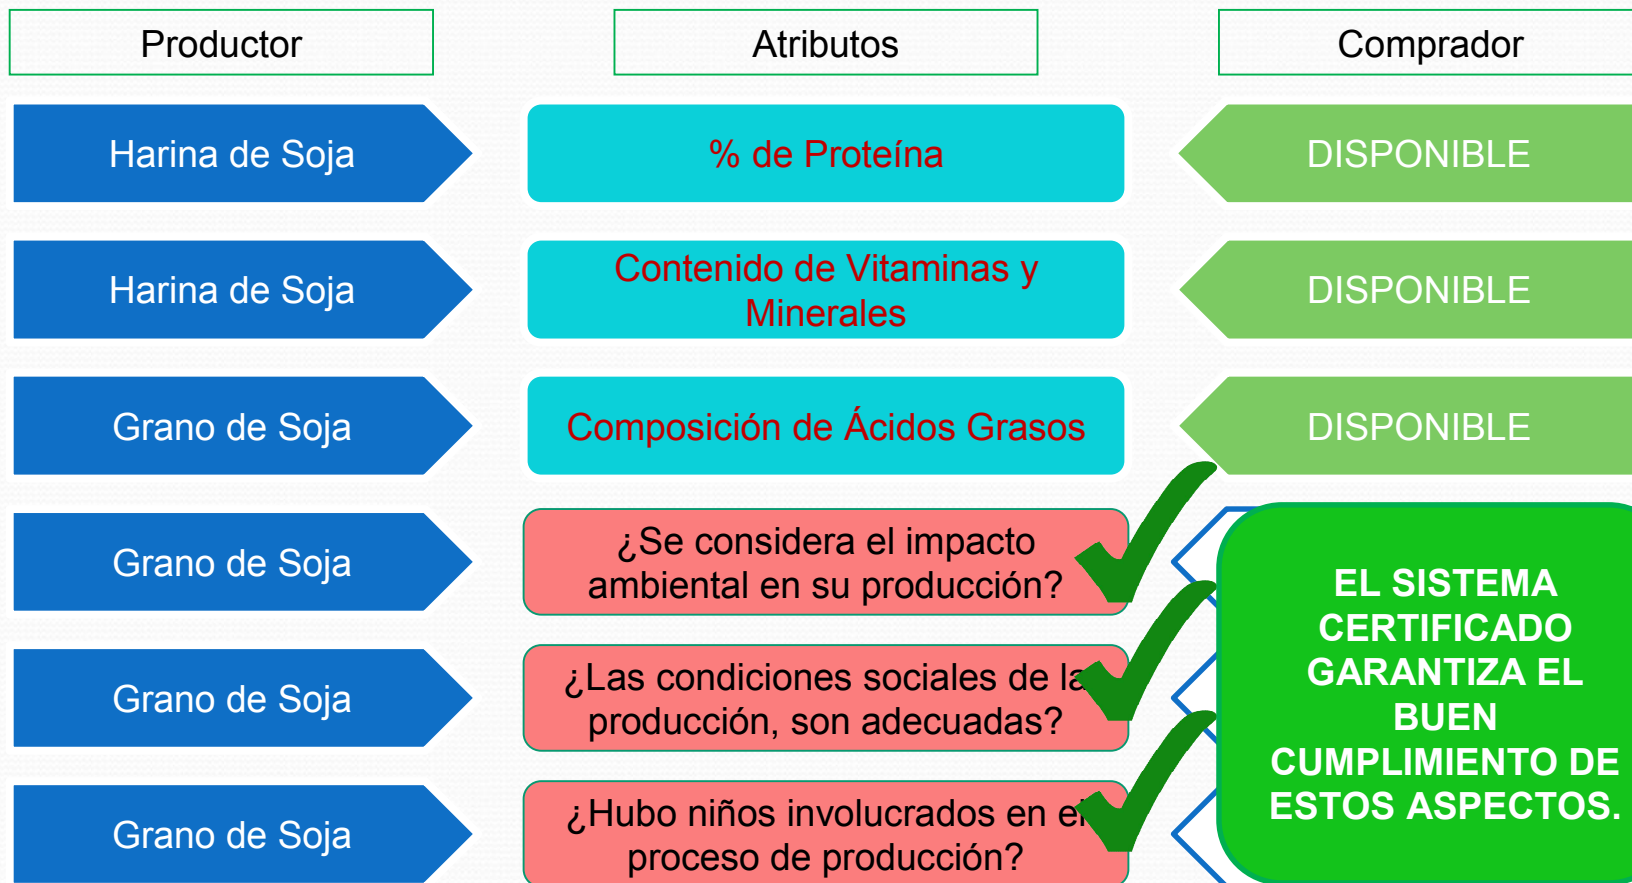 Productor
Atributos
Comprador
Harina de Soja
% de Proteína
DISPONIBLE
Harina de Soja
Contenido de Vitaminas y
Minerales
DISPONIBLE
Grano de Soja
Composición de Ácidos Grasos
DISPONIBLE
Grano de Soja
¿Se considera el impacto
ambiental en su producción?
Grano de Soja
¿Las condiciones sociales de la
producción, son adecuadas?
Grano de Soja
¿Hubo niños involucrados en el
proceso de producción?
EL SISTEMA
CERTIFICADO
GARANTIZA EL
BUEN
CUMPLIMIENTO DE
ESTOS ASPECTOS.